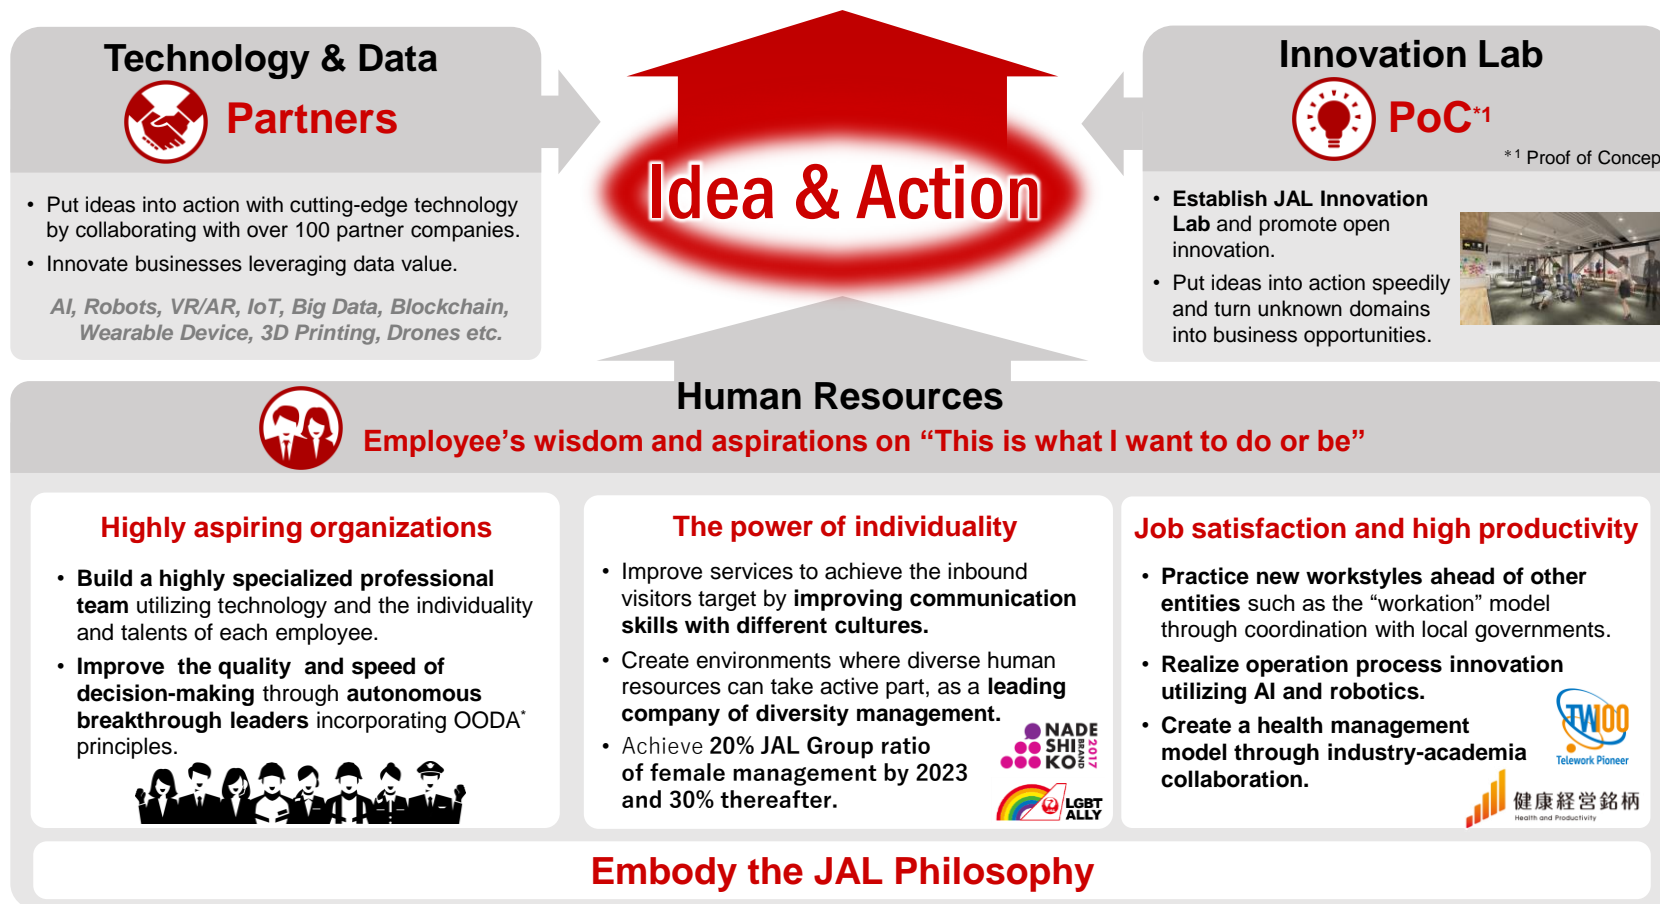 Technology & Data
Partners
• Put ideas into action with cutting-edge technology
by collaborating with over 100 partner companies.
• Innovate businesses leveraging data value.
AI, Robots, VR/AR, IoT, Big Data, Blockchain,
Wearable Device, 3D Printing, Drones etc.
Idea & Action
Innovation Lab
PoC*1
*1 Proof of Concep
• Establish JAL Innovation
Lab and promote open
innovation.
• Put ideas into action speedily
and turn unknown domains
into business opportunities.
Human Resources
Employee's wisdom and aspirations on “This is what I want to do or be”
Highly aspiring organizations
• Build a highly specialized professional
team utilizing technology and the individuality
and talents of each employee.
• Improve the quality and speed of
decision-making through autonomous
breakthrough leaders incorporating OODA*
principles.
The power of individuality
• Improve services to achieve the inbound
visitors target by improving communication
skills with different cultures.
• Create environments where diverse human
resources can take active part, as a leading
company of diversity management.
• Achieve 20% JAL Group ratio
of female management by 2023
and 30% thereafter.
NADE
SHI
KO
BRAND
2017
LGBT
ALLY
Job satisfaction and high productivity
• Practice new workstyles ahead of other
entities such as the “workation” model
through coordination with local governments.
• Realize operation process innovation
utilizing AI and robotics.
• Create a health management
model through industry-academia
collaboration.
TW100
Telework Pioneer
健康経営銘柄
Health and Productivity
Embody the JAL Philosophy